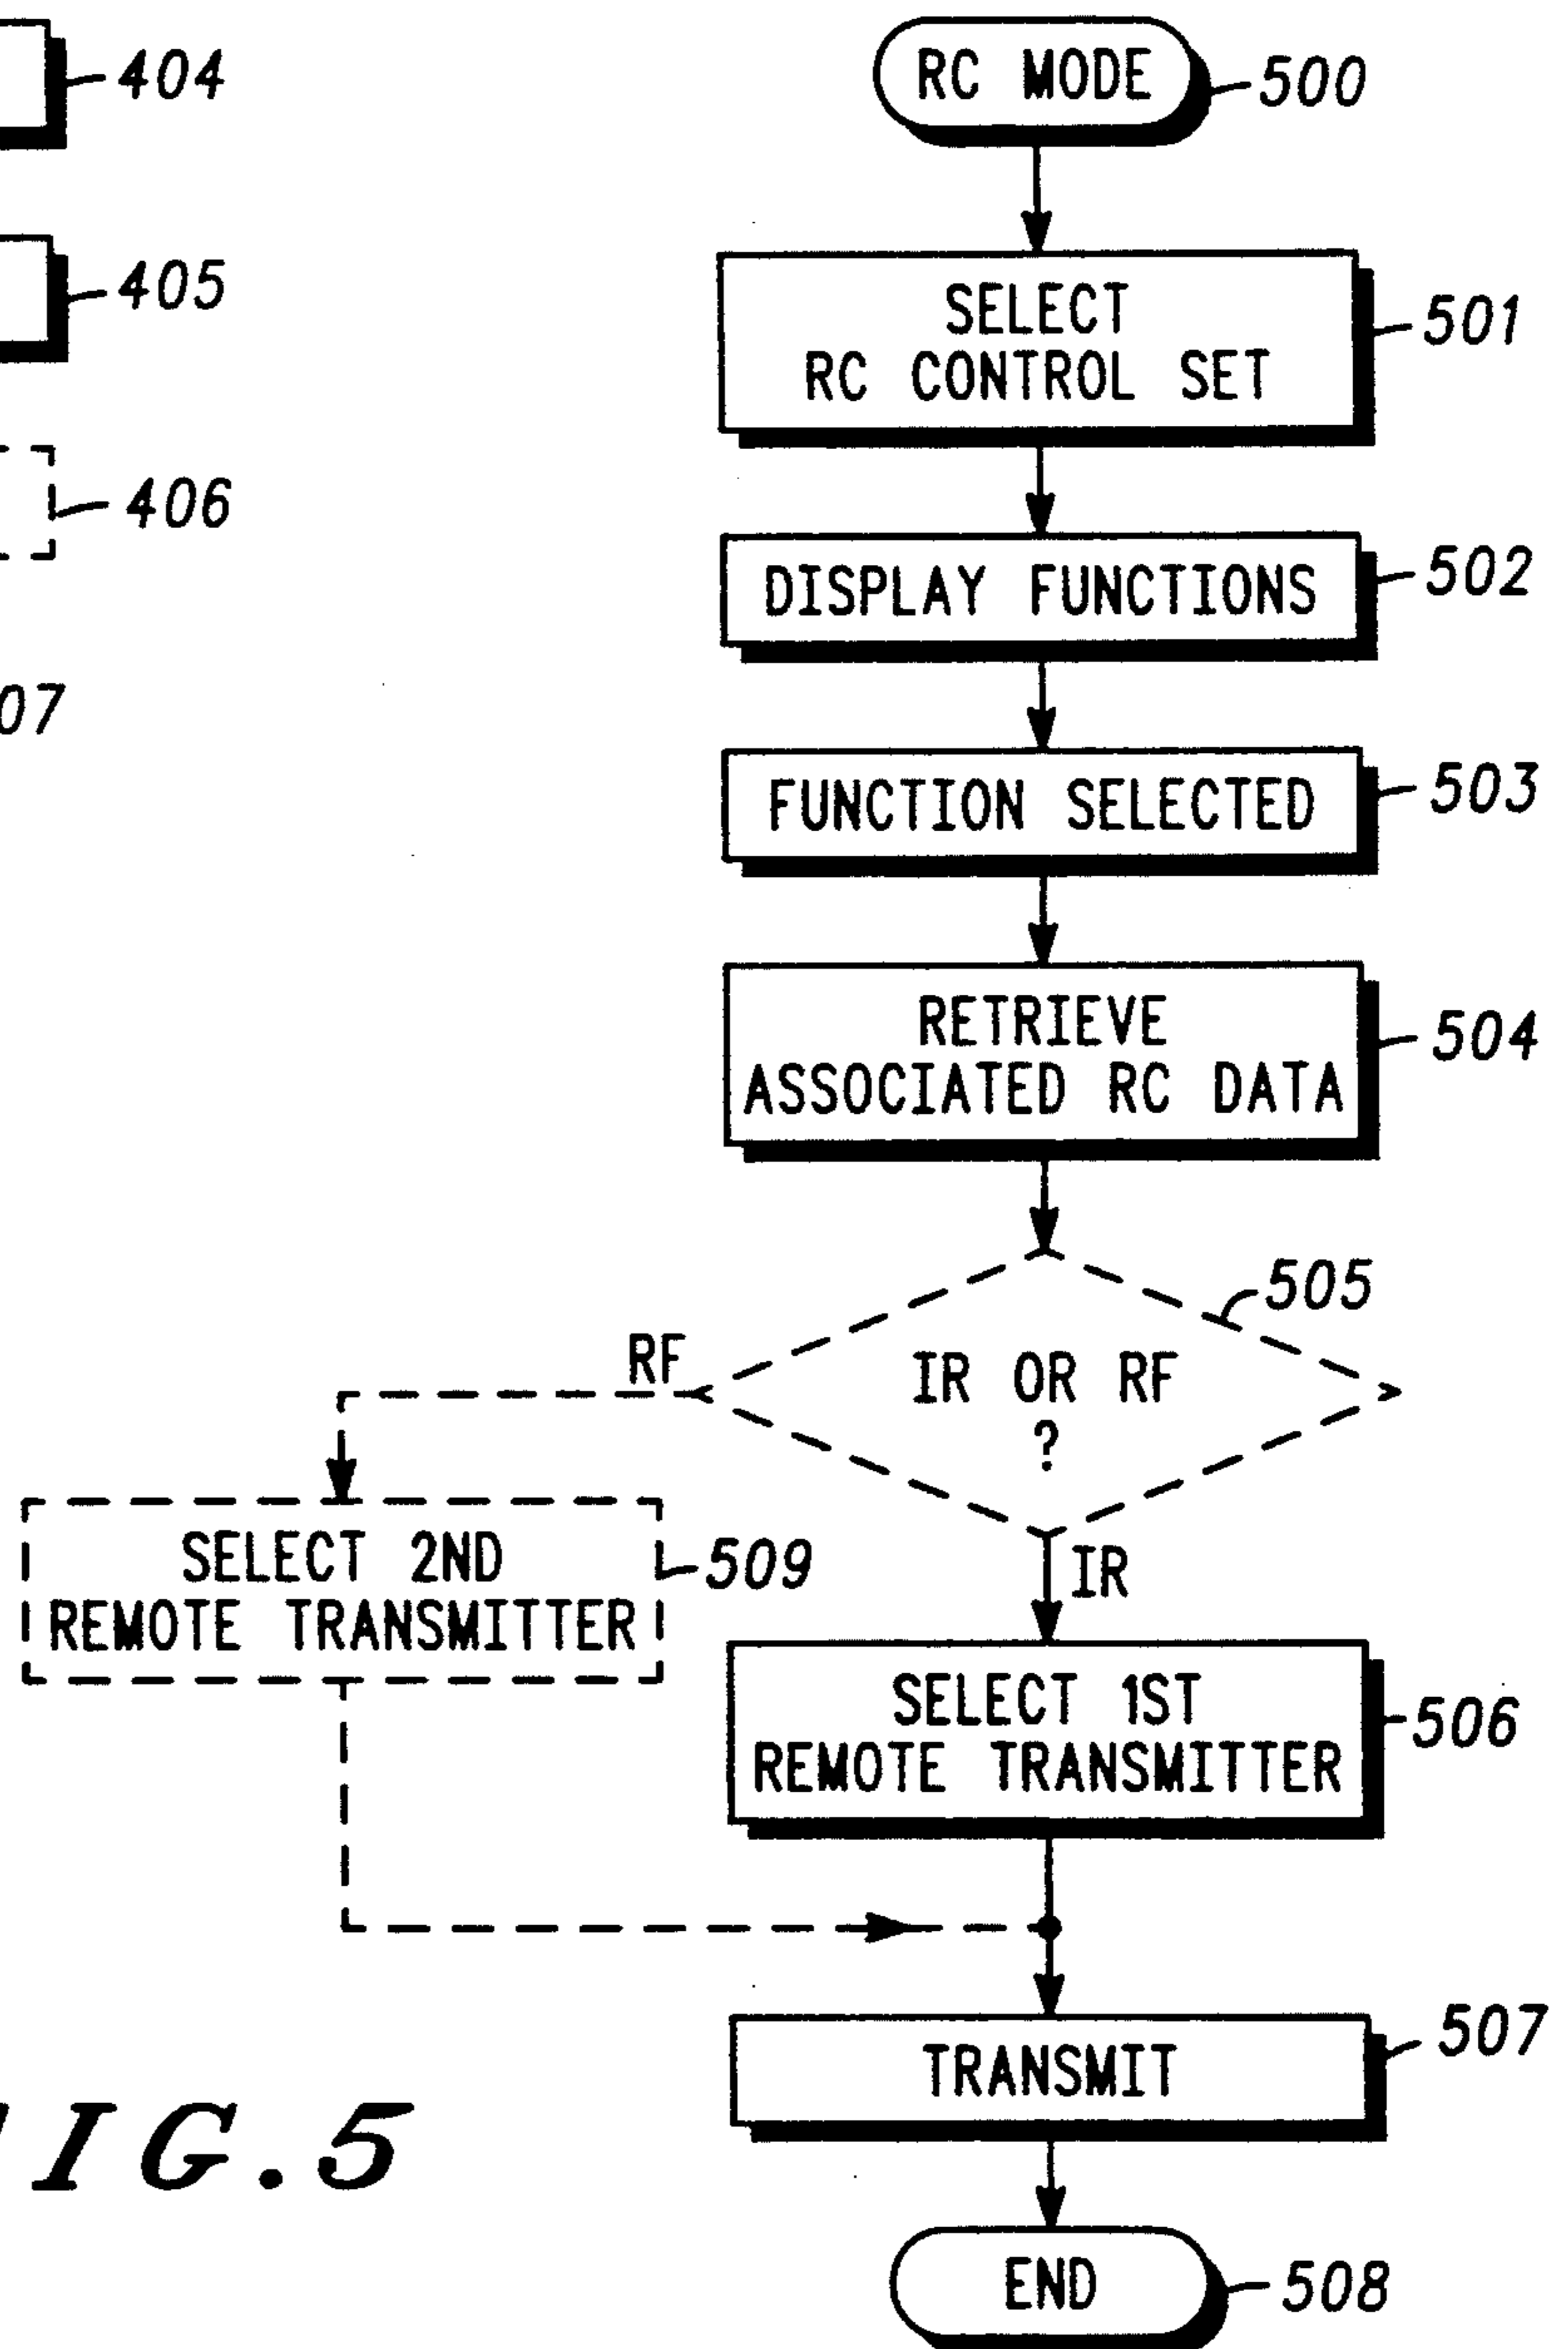 404
405
406
07
RC MODE
500
SELECT
RC CONTROL SET
501
DISPLAY FUNCTIONS
502
FUNCTION SELECTED
503
RETRIEVE
ASSOCIATED RC DATA
504
505
IR OR RF
?
RF
IR
SELECT 2ND
REMOTE TRANSMITTER
509
SELECT 1ST
REMOTE TRANSMITTER
506
TRANSMIT
507
END
508
IG.5